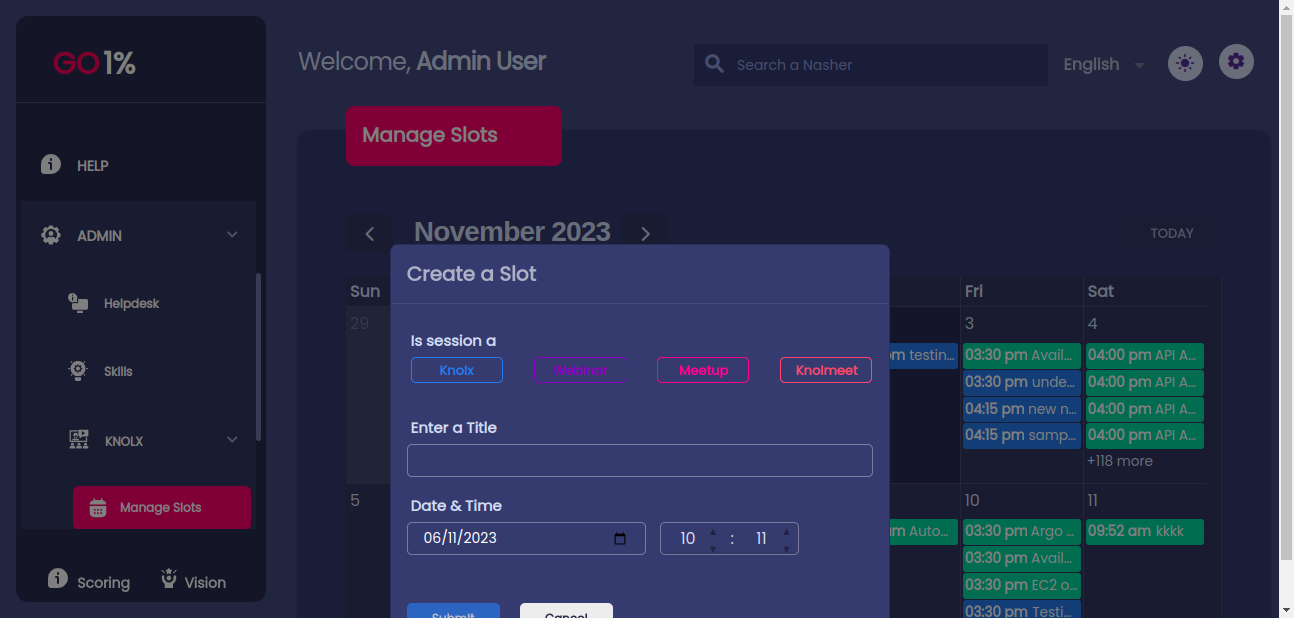 GO1%
Welcome, Admin User
Search a Nasher
English
Manage Slots
HELP
ADMIN
Helpdesk
Skills
KNOLX
Manage Slots
Scoring
Vision
November 2023
TODAY
Sun
Fri
Sat
29
3
4
pm testin...
03:30 pm Avail...
04:00 pm API A...
03:30 pm unde...
04:00 pm API A...
04:15 pm new n...
04:00 pm API A...
04:15 pm samp...
04:00 pm API A...
+118 more
5
10
11
am Auto...
03:30 pm Argo ...
09:52 am kkkk
03:30 pm Avail...
03:30 pm EC2 o...
03:30 pm Testi...
Create a Slot
Is session a
Knolx
Webinar
Meetup
Knolmeet
Enter a Title
Date & Time
06/11/2023
10 : 11
Submit
Cancel